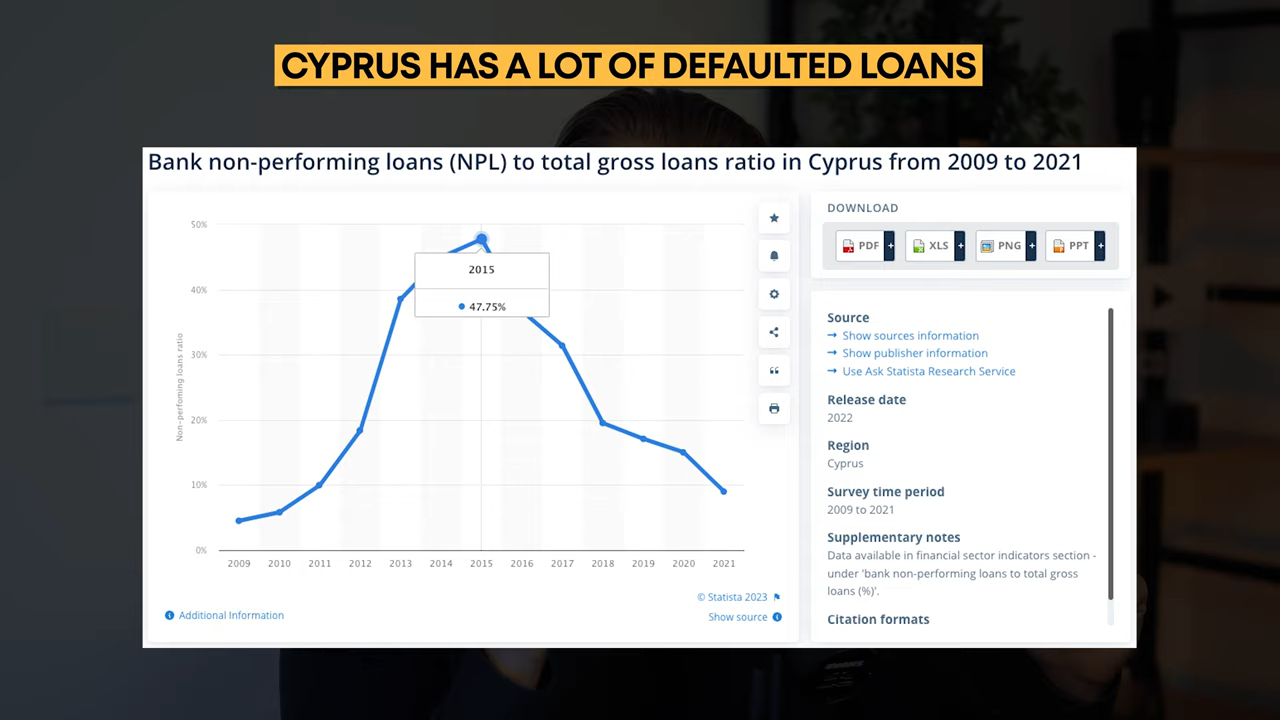 CYPRUS HAS A LOT OF DEFAULTED LOANS
Bank non-performing loans (NPL) to total gross loans ratio in Cyprus from 2009 to 2021
Non-performing loans ratio
50%
40%
30%
20%
10%
0%
2015
47.75%
2009 2010 2011 2012 2013 2014 2015 2016 2017 2018 2019 2020 2021
© Statista 2023
Additional Information
Show source
DOWNLOAD
PDF + XLS + PNG + PPT +
Source
→ Show sources information
→ Show publisher information
→ Use Ask Statista Research Service
Release date
2022
Region
Cyprus
Survey time period
2009 to 2021
Supplementary notes
Data available in financial sector indicators section -
under 'bank non-performing loans to total gross
loans (%)'.
Citation formats